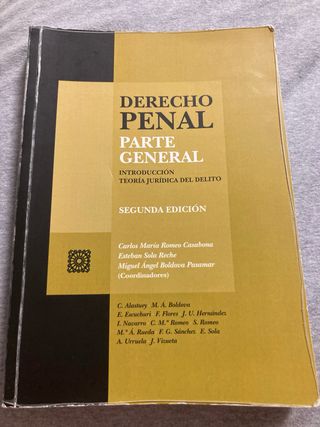 DERECHO
PENAL
PARTE
GENERAL
INTRODUCCIÓN
TEORÍA JURÍDICA DEL DELITO
SEGUNDA EDICIÓN
Carlos María Romeo Casabona
Esteban Sola Reche
Miguel Ángel Boldova Pasamar
(Coordinadores)
C. Alastuey M. Á. Boldova
E. Escuchuri F. Flores J. U. Hernández
I. Navarro C. M.ª Romeo S. Romeo
M.ª Á. Rueda F. G. Sánchez E. Sola
A. Urruela J. Vizueta